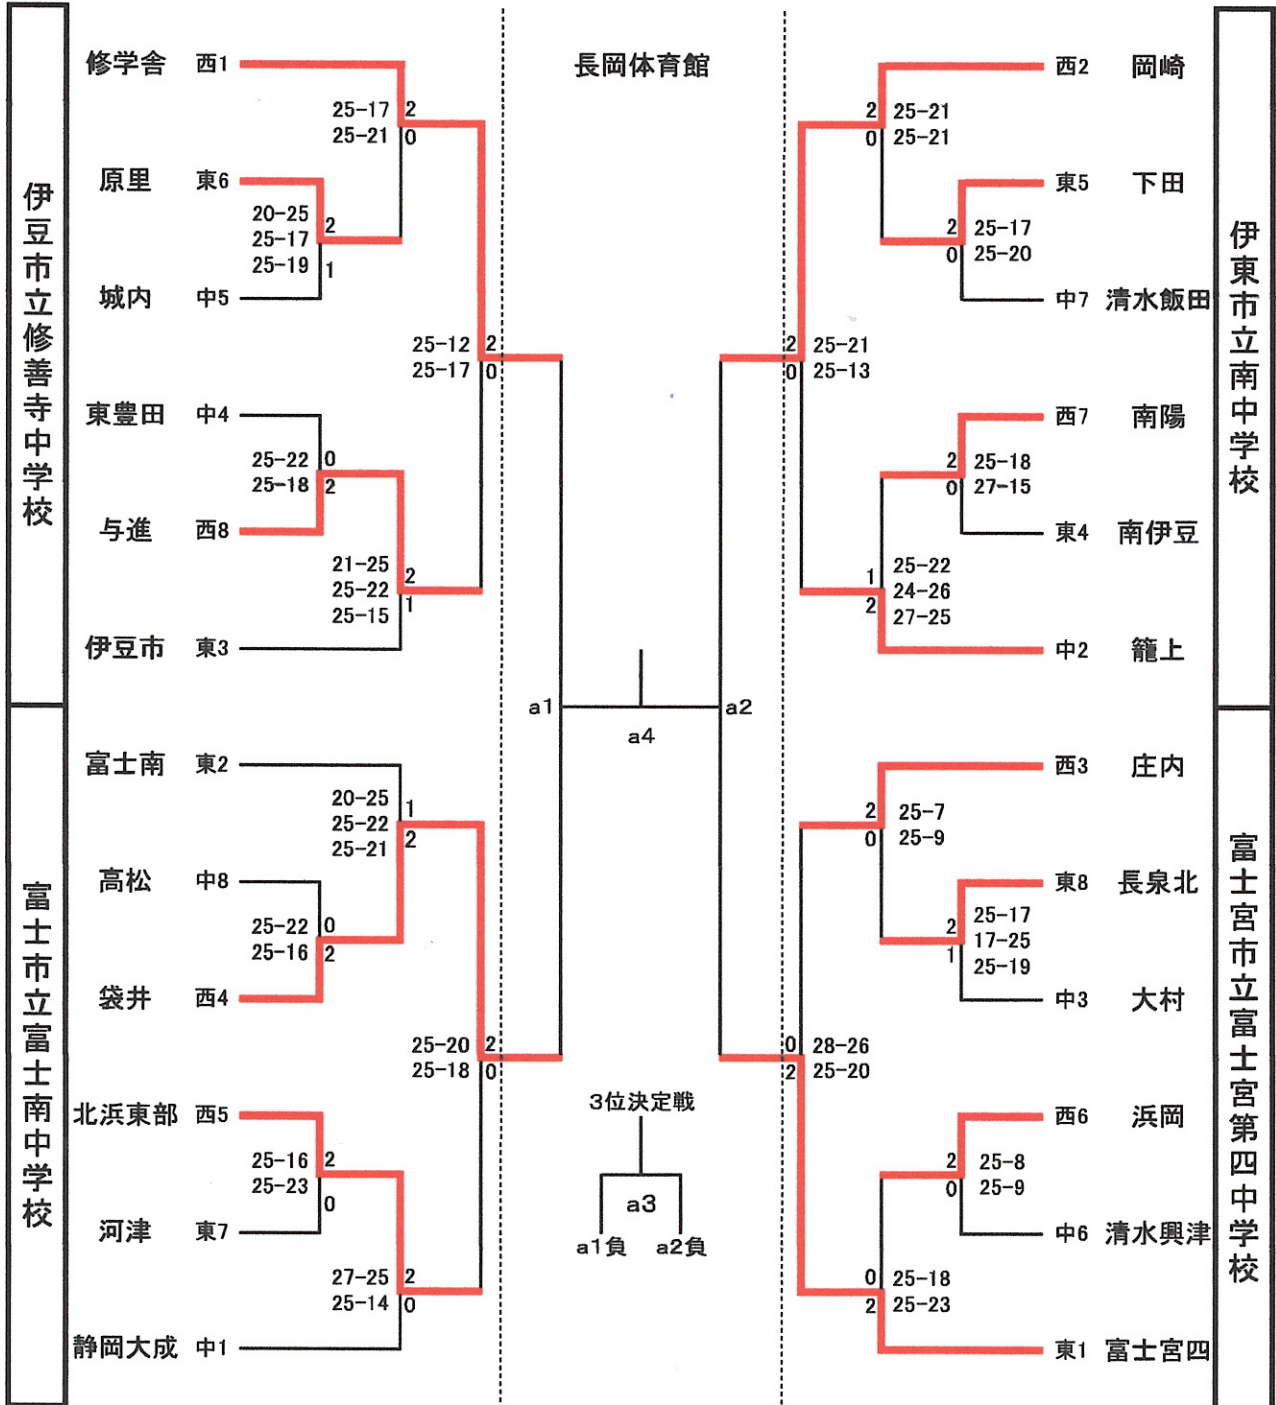 長岡体育館
伊豆市立修善寺中学校
修学舎 西1
25-17 2
25-21 0
原里 東6
20-25
25-17 2
25-19 1
城内 中5
25-12 2
25-17 0
東豊田 中4
25-22 0
25-18 2
与進 西8
21-25
25-22 2
25-15 1
伊豆市 東3
富士市立富士南中学校
富士南 東2
20-25 1
25-22
25-21 2
高松 中8
25-22 0
25-16 2
袋井 西4
25-20 2
25-18 0
北浜東部 西5
25-16 2
25-23 0
河津 東7
27-25 2
25-14 0
静岡大成 中1
a1
a2
a4
3位決定戦
a3
a1負 a2負
伊東市立南中学校
西2 岡崎
2 25-21
0 25-21
東5 下田
2 25-17
0 25-20
中7 清水飯田
2 25-21
0 25-13
西7 南陽
2 25-18
0 27-15
東4 南伊豆
1 25-22
24-26
2 27-25
中2 籠上
富士宮市立富士宮第四中学校
西3 庄内
2 25-7
0 25-9
東8 長泉北
25-17
2 17-25
1 25-19
中3 大村
0 28-26
2 25-20
西6 浜岡
2 25-8
0 25-9
中6 清水興津
0 25-18
2 25-23
東1 富士宮四